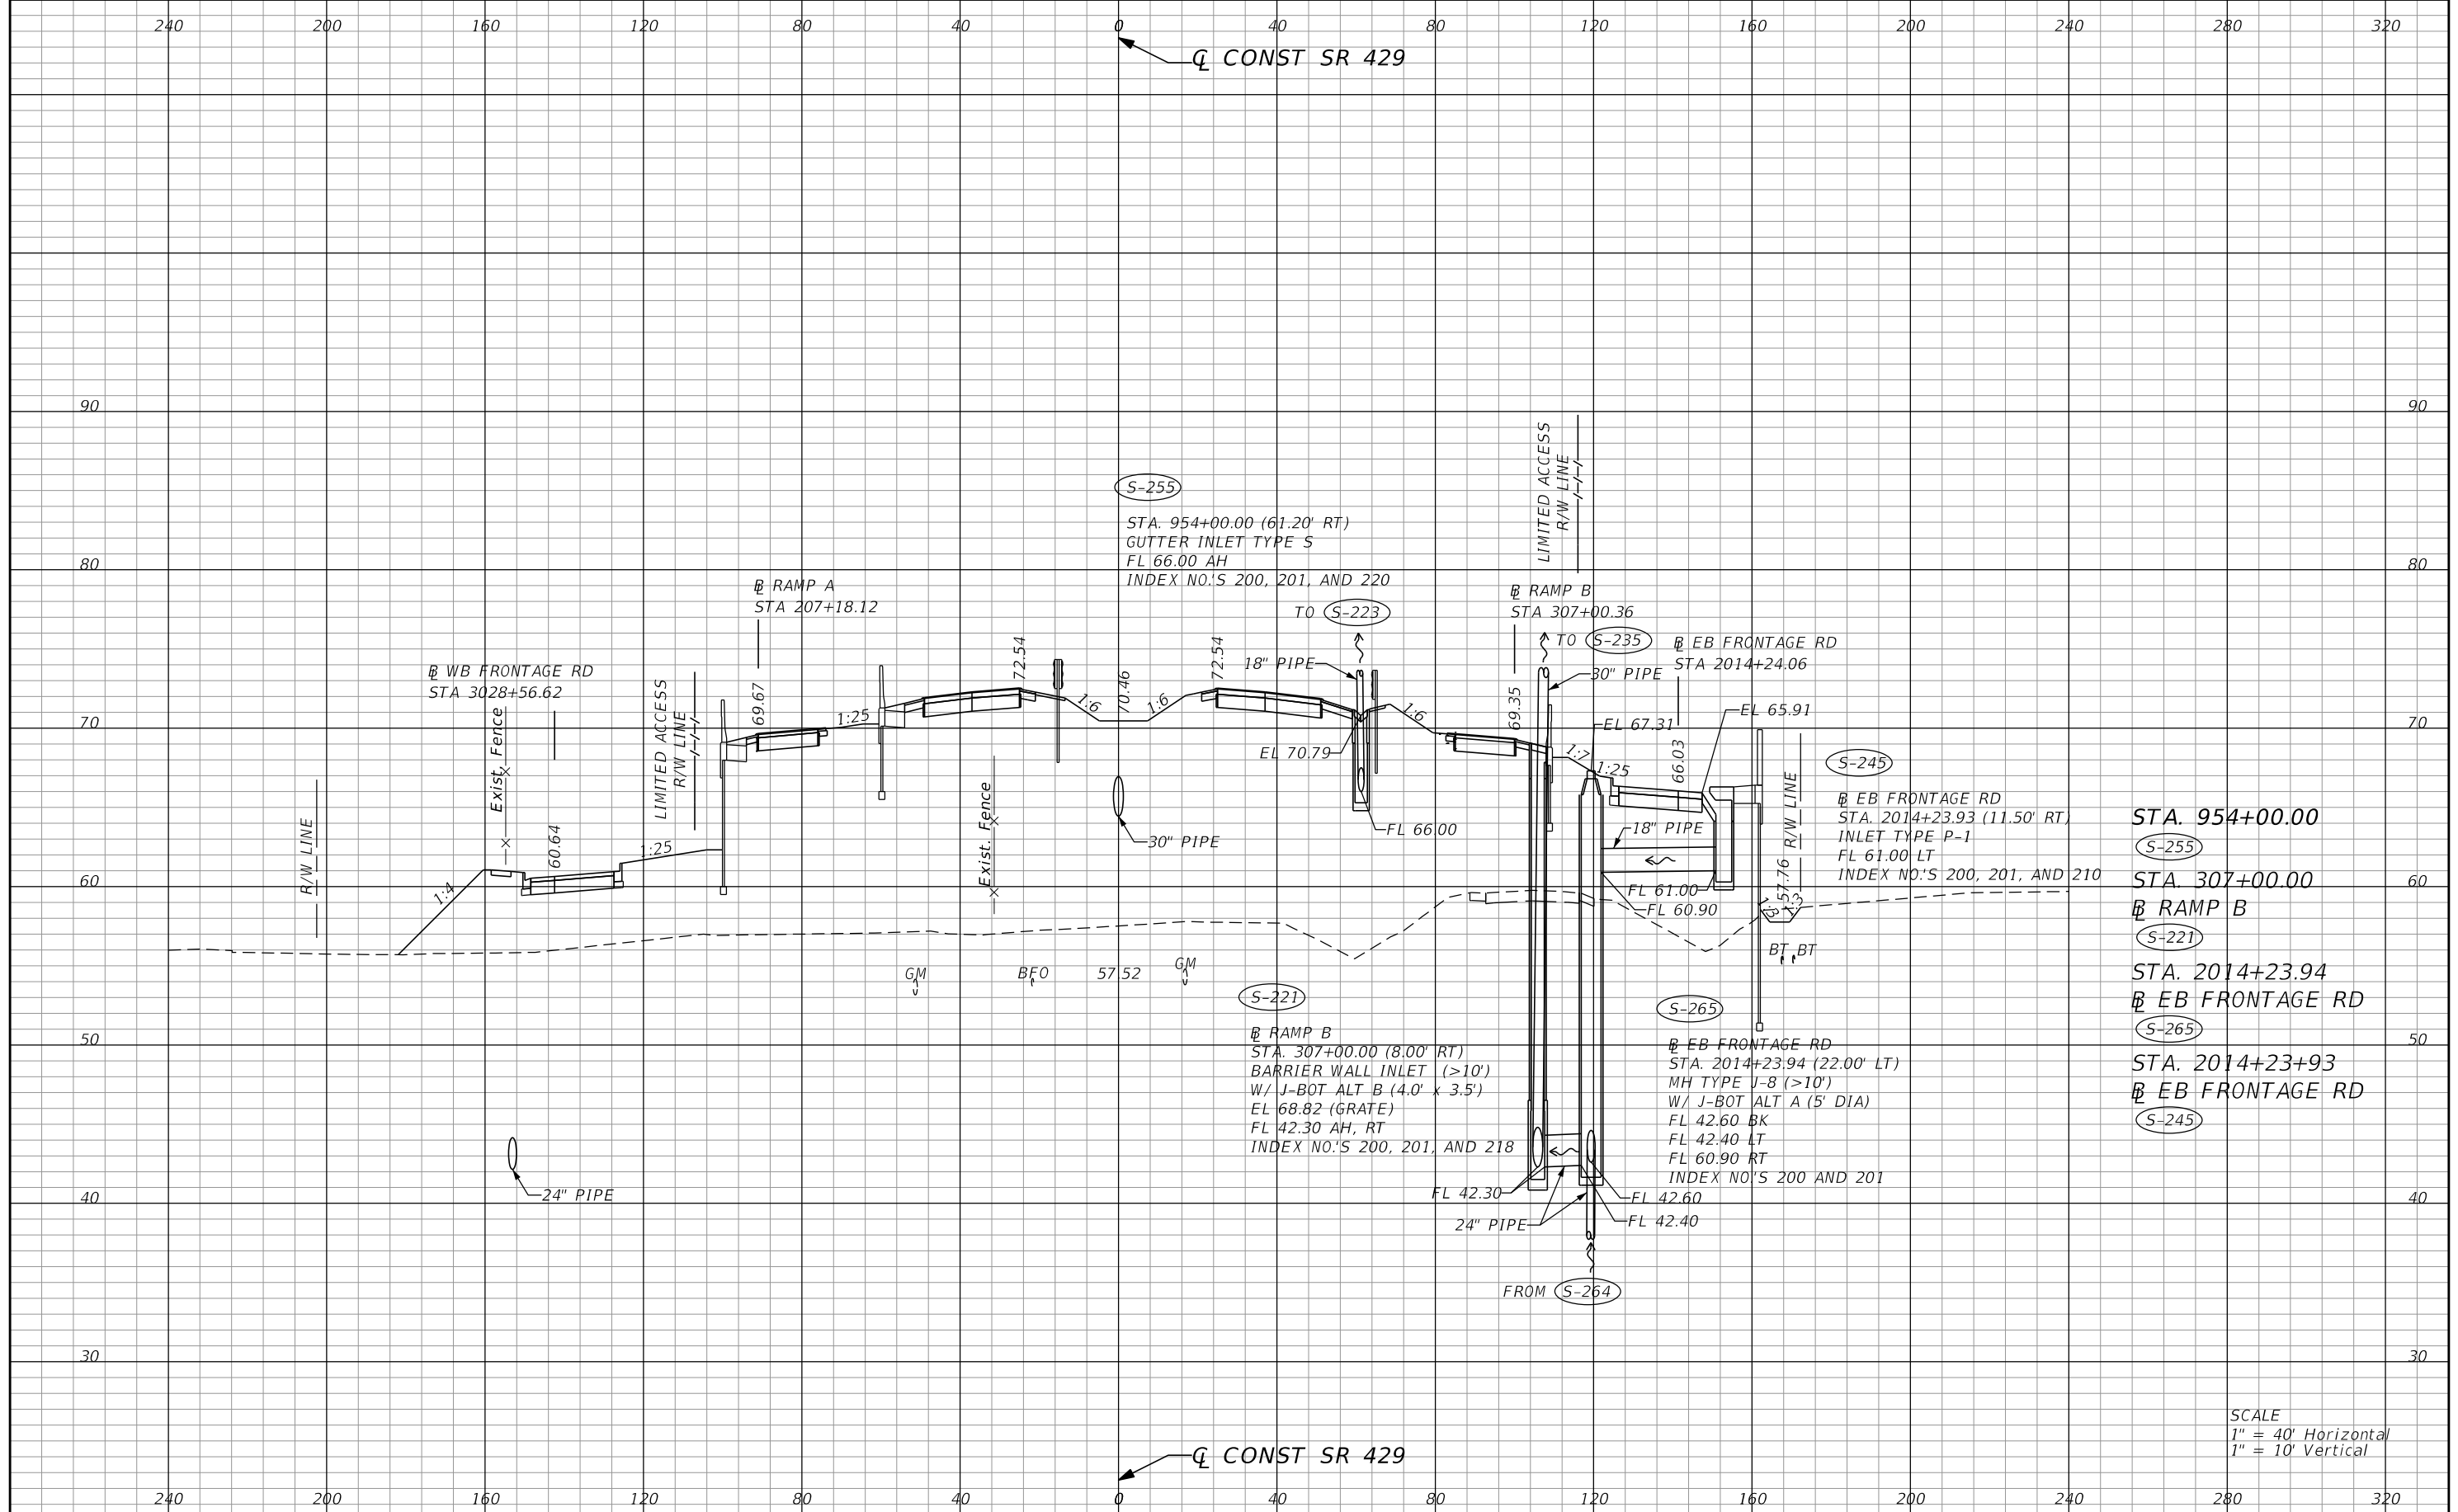 240 200 160 120 80 40 0 40 80 120 160 200 240 280 320
℄ CONST SR 429
90 90
LIMITED ACCESS
R/W LINE
S-255
STA. 954+00.00 (61.20' RT)
GUTTER INLET TYPE S
FL 66.00 AH
INDEX NO.'S 200, 201, AND 220
80 80
B̲L RAMP A
STA 207+18.12
TO S-223
B̲L RAMP B
STA 307+00.36
TO S-235
B̲L EB FRONTAGE RD
STA 2014+24.06
B̲L WB FRONTAGE RD
STA 3028+56.62
18" PIPE
30" PIPE
Exist. Fence
LIMITED ACCESS
R/W LINE
69.67
1:25
72.54
1:6
70.46
1:6
72.54
EL 70.79
1:6
69.35
EL 67.31
1:7
1:25
66.03
EL 65.91
70 70
S-245
B̲L EB FRONTAGE RD
STA. 2014+23.93 (11.50' RT)
INLET TYPE P-1
FL 61.00 LT
INDEX NO.'S 200, 201, AND 210
R/W LINE
1:4
60.64
1:25
Exist. Fence
30" PIPE
FL 66.00
18" PIPE
FL 61.00
FL 60.90
R/W LINE
57.76
1:3
1:3
60 60
BT BT
GM
BFO
57.52
GM
STA. 954+00.00
S-255
STA. 307+00.00
B̲L RAMP B
S-221
STA. 2014+23.94
B̲L EB FRONTAGE RD
S-265
STA. 2014+23+93
B̲L EB FRONTAGE RD
S-245
50 50
S-221
B̲L RAMP B
STA. 307+00.00 (8.00' RT)
BARRIER WALL INLET (>10')
W/ J-BOT ALT B (4.0' x 3.5')
EL 68.82 (GRATE)
FL 42.30 AH, RT
INDEX NO.'S 200, 201, AND 218
S-265
B̲L EB FRONTAGE RD
STA. 2014+23.94 (22.00' LT)
MH TYPE J-8 (>10')
W/ J-BOT ALT A (5' DIA)
FL 42.60 BK
FL 42.40 LT
FL 60.90 RT
INDEX NO.'S 200 AND 201
24" PIPE
FL 42.30
24" PIPE
FL 42.60
FL 42.40
40 40
FROM S-264
30 30
SCALE
1" = 40' Horizontal
1" = 10' Vertical
℄ CONST SR 429
240 200 160 120 80 40 0 40 80 120 160 200 240 280 320